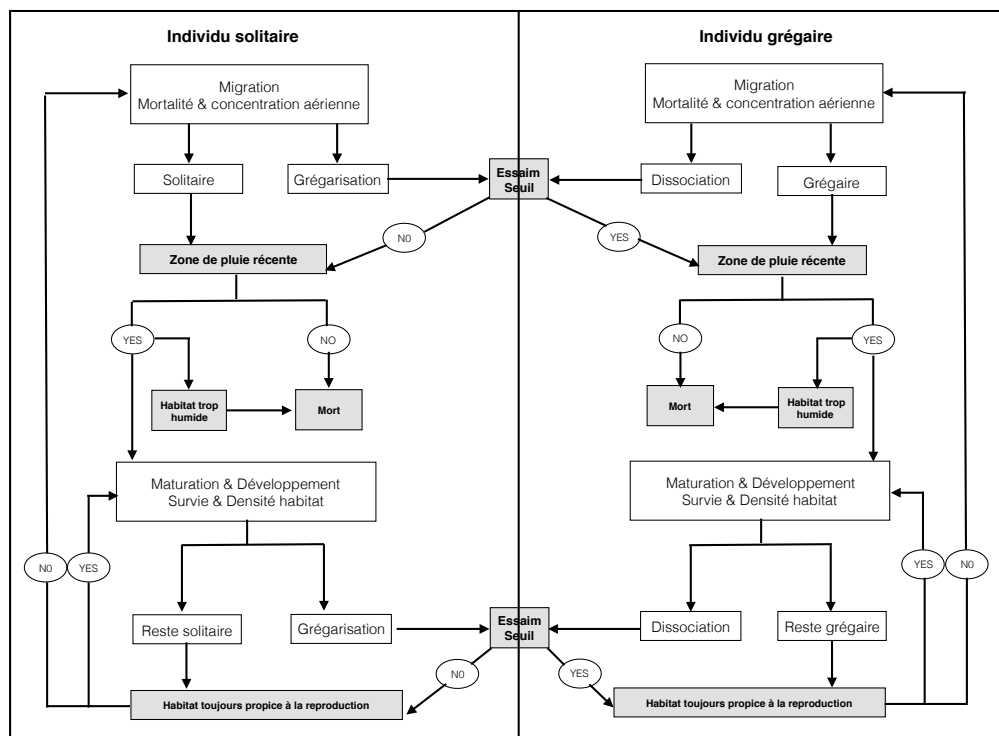 Individu solitaire
Individu grégaire
Migration
Mortalité & concentration aérienne
Migration
Mortalité & concentration aérienne
Solitaire
Grégarisation
Essaim
Seuil
Dissociation
Grégaire
N0
YES
Zone de pluie récente
Zone de pluie récente
YES
NO
NO
YES
Habitat trop
humide
Mort
Mort
Habitat trop
humide
Maturation & Développement
Survie & Densité habitat
Maturation & Développement
Survie & Densité habitat
N0
YES
YES
N0
Reste solitaire
Grégarisation
Essaim
Seuil
Dissociation
Reste grégaire
N0
YES
Habitat toujours propice à la reproduction
Habitat toujours propice à la reproduction